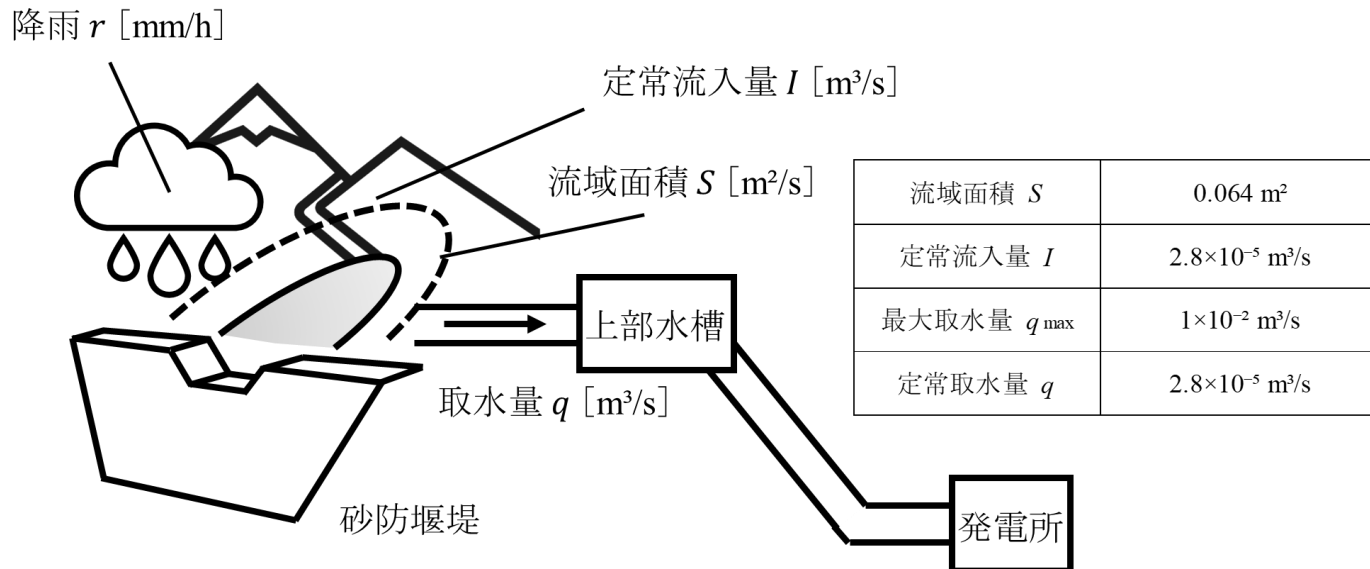 降雨 r [mm/h]
定常流入量 I [m³/s]
流域面積 S [m²/s]
上部水槽
取水量 q [m³/s]
砂防堰堤
発電所
流域面積 S 0.064 m²
定常流入量 I 2.8×10⁻⁵ m³/s
最大取水量 q max 1×10⁻² m³/s
定常取水量 q 2.8×10⁻⁵ m³/s